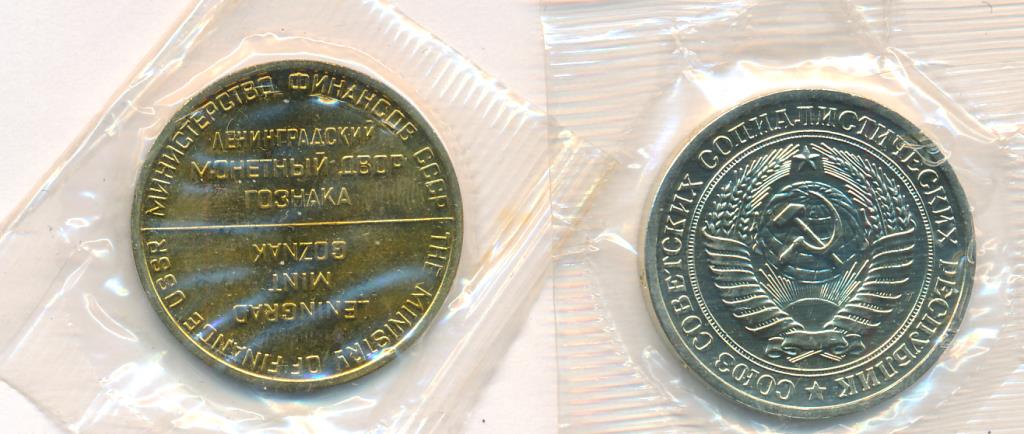 МИНИСТЕРСТВО ФИНАНСОВ СССР
ЛЕНИНГРАДСКИЙ
МОНЕТНЫЙ ДВОР
ГОЗНАКА
THE MINISTRY OF FINANCE USSR
LENINGRAD
MINT
GOZNAK
СОЮЗ СОВЕТСКИХ СОЦИАЛИСТИЧЕСКИХ РЕСПУБЛИК